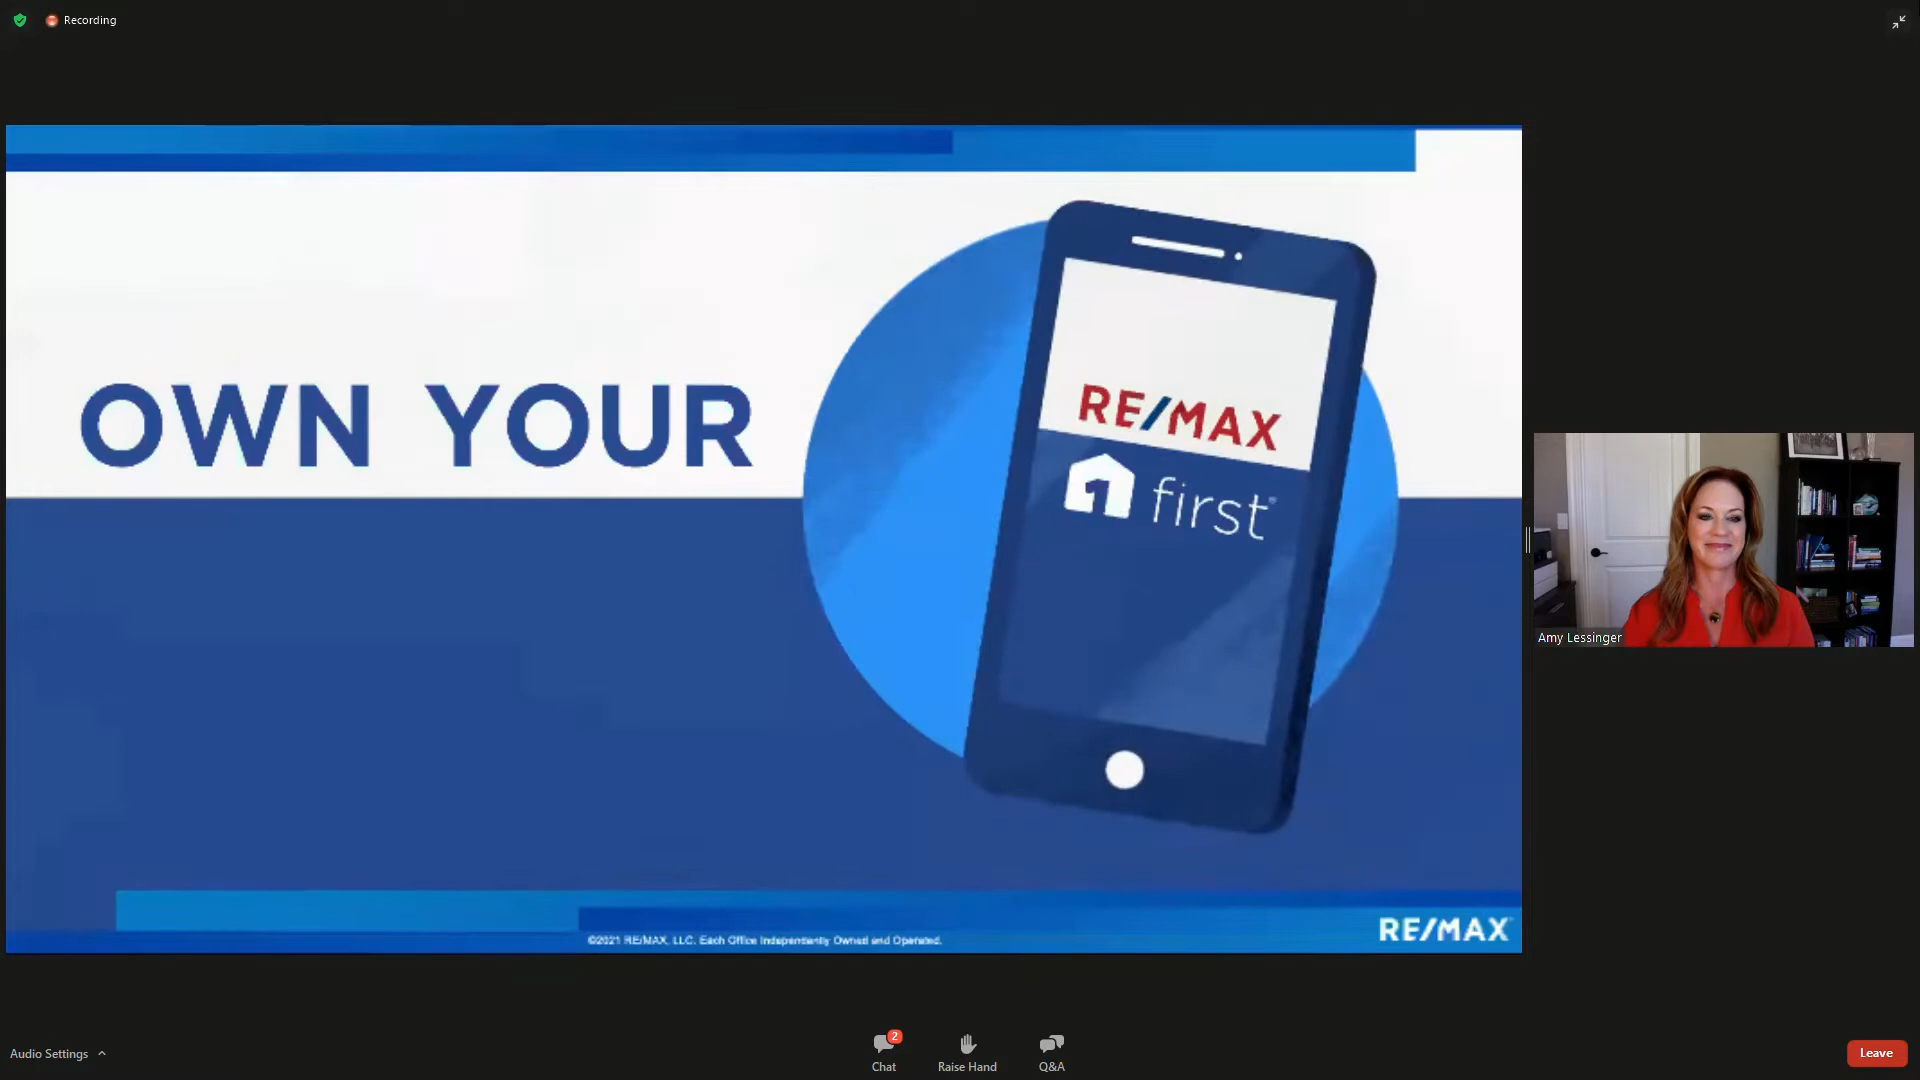 Recording
OWN YOUR
RE/MAX
1 first®
Amy Lessinger
©2021 RE/MAX, LLC. Each Office Independently Owned and Operated.
RE/MAX
Audio Settings
2
Chat
Raise Hand
Q&A
Leave